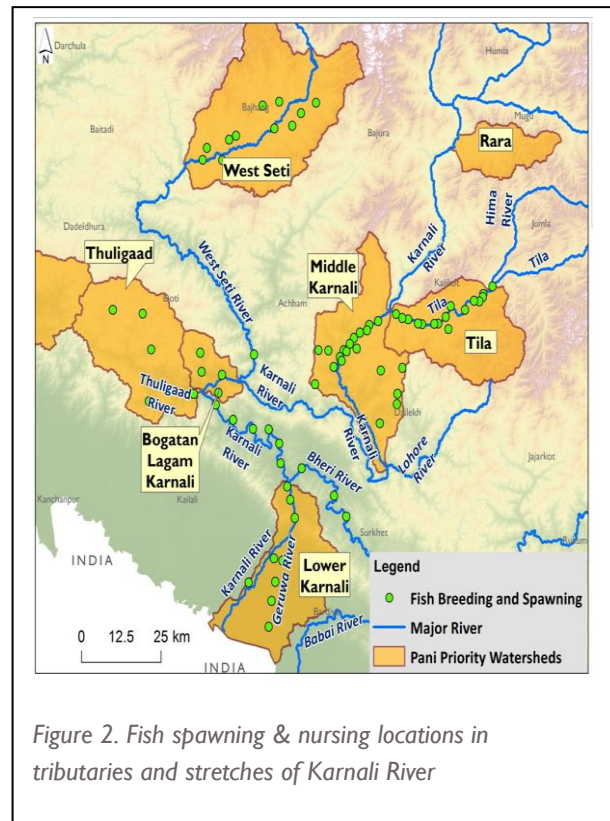 N
Darchula
Humla
Bajhang
Mugu
Baitadi
Bajura
Rara
West Seti
Hima
River
Jumla
Dadeldhura
Karnali
River
Tila
Thuligaad
West Seti River
Middle
Karnali
Kalikot
Doti
Achham
Tila
Tila
Thuligaad
River
Karnali
River
Karnali
River
Dailekh
Lohore
River
Bogatan
Lagam
Karnali
Karnali
River
Bheri River
Jajarkot
Kanchanpur
Kailali
Surkhet
Rukum
INDIA
Karnali River
Geruwa River
Lower
Karnali
Babai River
INDIA
0 12.5 25 km
Legend
Fish Breeding and Spawning
Major River
Pani Priority Watersheds
Figure 2. Fish spawning & nursing locations in
tributaries and stretches of Karnali River